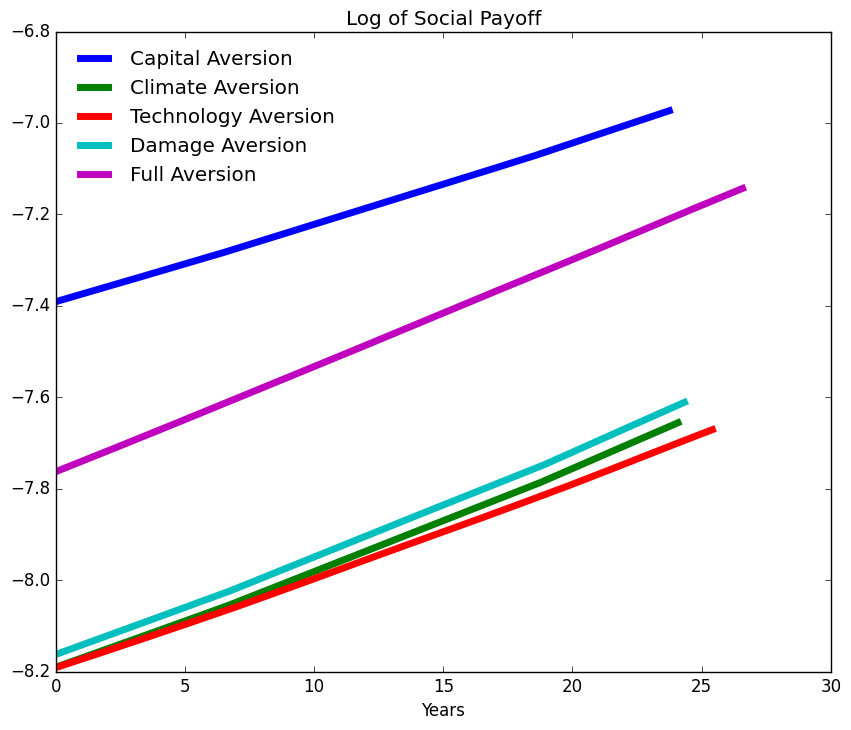 Log of Social Payoff
−6.8
−7.0
−7.2
−7.4
−7.6
−7.8
−8.0
−8.2
Capital Aversion
Climate Aversion
Technology Aversion
Damage Aversion
Full Aversion
0 5 10 15 20 25 30
Years